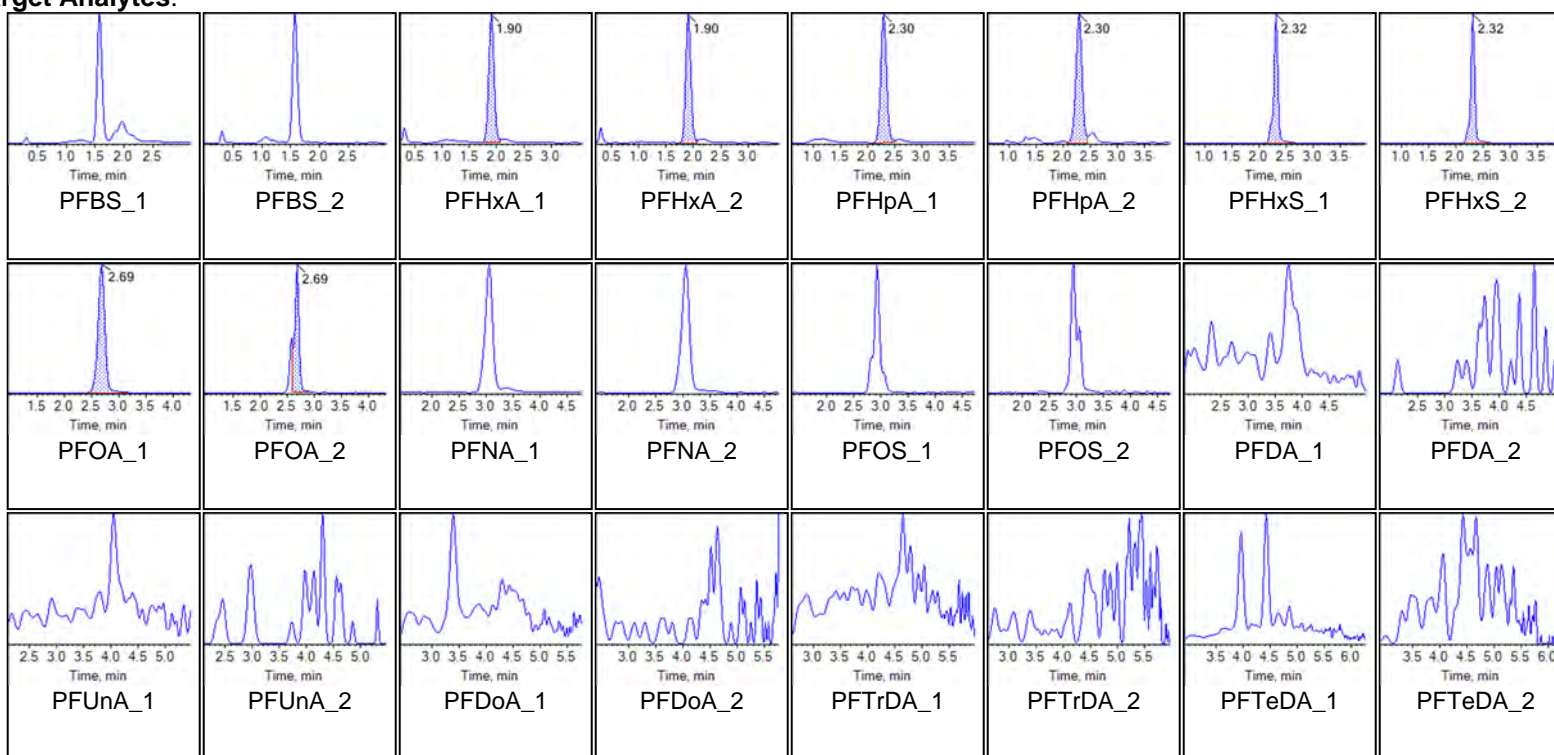 rget Analytes:
1.90 1.90 2.30 2.30 2.32 2.32
0.5 1.0 1.5 2.0 2.5 0.5 1.0 1.5 2.0 2.5 0.5 1.0 1.5 2.0 2.5 3.0 0.5 1.0 1.5 2.0 2.5 3.0 1.0 1.5 2.0 2.5 3.0 3.5 1.0 1.5 2.0 2.5 3.0 3.5 1.0 1.5 2.0 2.5 3.0 3.5 1.0 1.5 2.0 2.5 3.0 3.5
Time, min Time, min Time, min Time, min Time, min Time, min Time, min Time, min
PFBS_1 PFBS_2 PFHxA_1 PFHxA_2 PFHpA_1 PFHpA_2 PFHxS_1 PFHxS_2
2.69 2.69
1.5 2.0 2.5 3.0 3.5 4.0 1.5 2.0 2.5 3.0 3.5 4.0 2.0 2.5 3.0 3.5 4.0 4.5 2.0 2.5 3.0 3.5 4.0 4.5 2.0 2.5 3.0 3.5 4.0 4.5 2.0 2.5 3.0 3.5 4.0 4.5 2.5 3.0 3.5 4.0 4.5 2.5 3.0 3.5 4.0 4.5
Time, min Time, min Time, min Time, min Time, min Time, min Time, min Time, min
PFOA_1 PFOA_2 PFNA_1 PFNA_2 PFOS_1 PFOS_2 PFDA_1 PFDA_2
2.5 3.0 3.5 4.0 4.5 5.0 2.5 3.0 3.5 4.0 4.5 5.0 3.0 3.5 4.0 4.5 5.0 5.5 3.0 3.5 4.0 4.5 5.0 5.5 3.0 3.5 4.0 4.5 5.0 5.5 3.0 3.5 4.0 4.5 5.0 5.5 3.5 4.0 4.5 5.0 5.5 6.0 3.5 4.0 4.5 5.0 5.5 6.0
Time, min Time, min Time, min Time, min Time, min Time, min Time, min Time, min
PFUnA_1 PFUnA_2 PFDoA_1 PFDoA_2 PFTrDA_1 PFTrDA_2 PFTeDA_1 PFTeDA_2